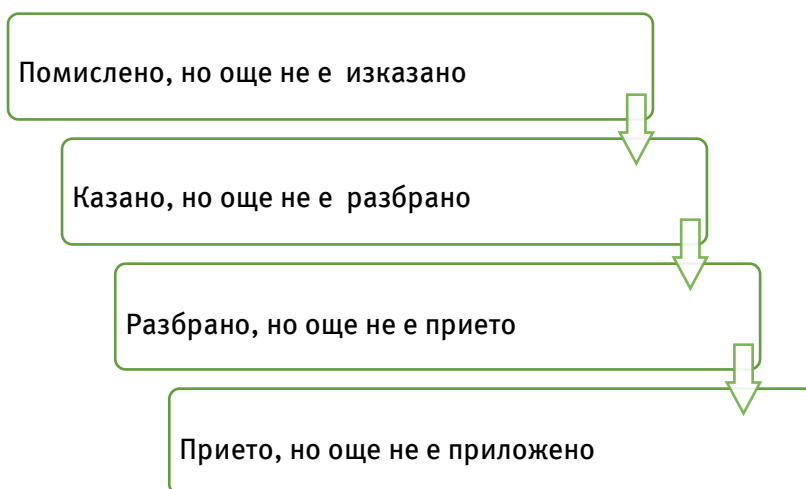 Помислено, но още не е изказано
Казано, но още не е разбрано
Разбрано, но още не е прието
Прието, но още не е приложено